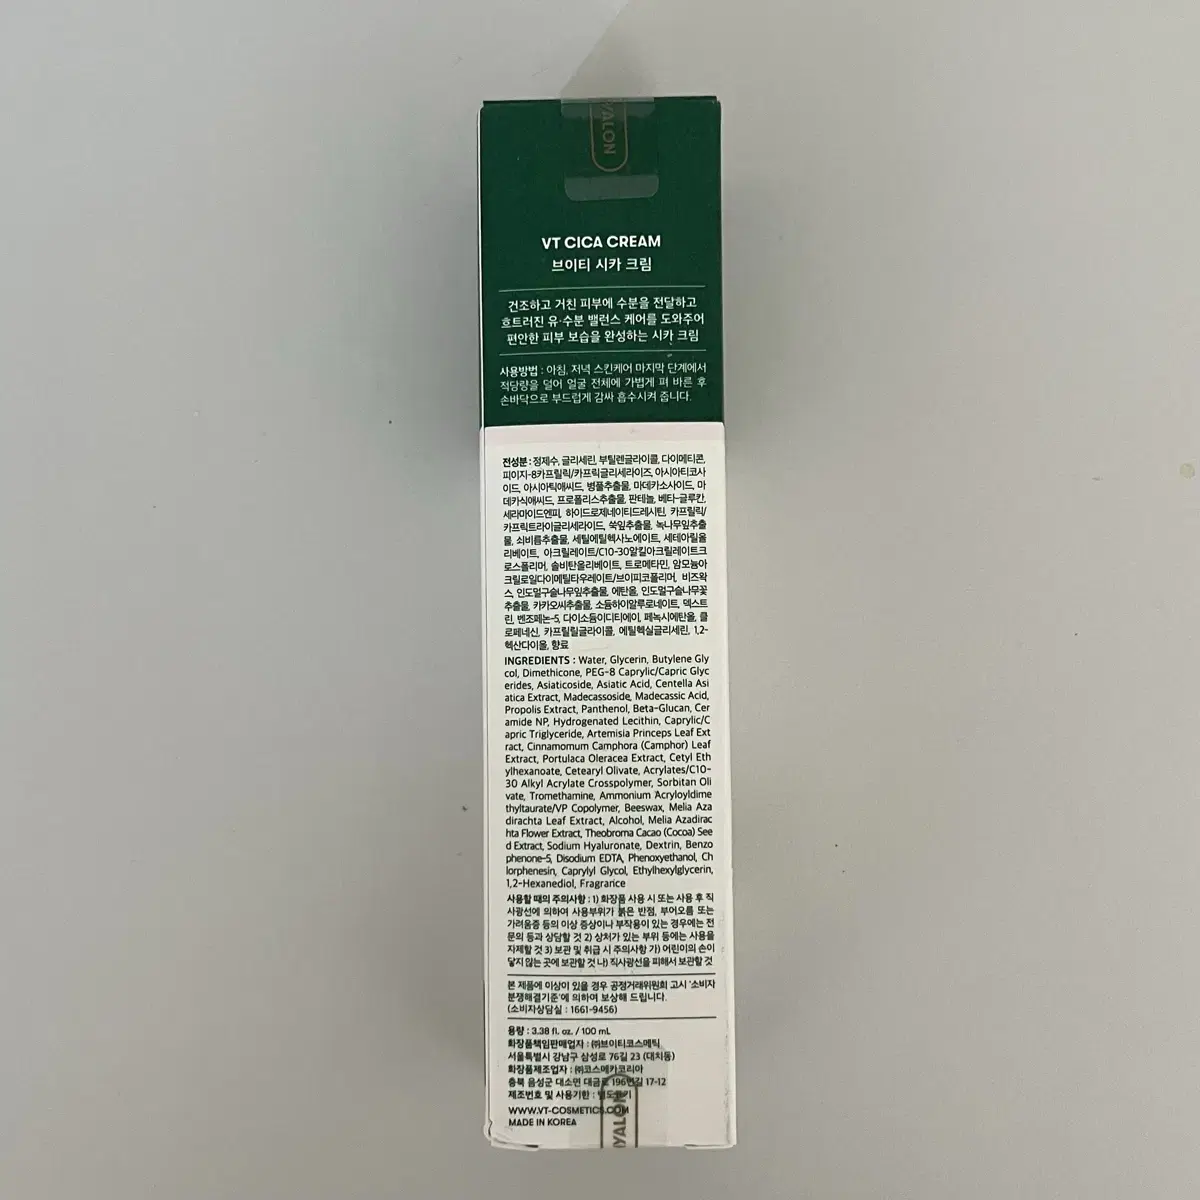 YALON
VT CICA CREAM
브이티 시카 크림
건조하고 거친 피부에 수분을 전달하고
흐트러진 유·수분 밸런스 케어를 도와주어
편안한 피부 보습을 완성하는 시카 크림
사용방법 : 아침, 저녁 스킨케어 마지막 단계에서
적당량을 덜어 얼굴 전체에 가볍게 펴 바른 후
손바닥으로 부드럽게 감싸 흡수시켜 줍니다.
전성분 : 정제수, 글리세린, 부틸렌글라이콜, 다이메티콘,
피이지-8카프릴릭/카프릭글리세라이즈, 아시아티코사
이드, 아시아틱애씨드, 병풀추출물, 마데카소사이드, 마
데카식애씨드, 프로폴리스추출물, 판테놀, 베타-글루칸,
세라마이드엔피, 하이드로제네이티드레시틴, 카프릴릭/
카프릭트라이글리세라이드, 쑥잎추출물, 녹나무잎추출
물, 쇠비름추출물, 세틸에틸헥사노에이트, 세테아릴올
리베이트, 아크릴레이트/C10-30알킬아크릴레이트크
로스폴리머, 솔비탄올리베이트, 트로메타민, 암모늄아
크릴로일다이메틸타우레이트/브이피코폴리머, 비즈왁
스, 인도멀구슬나무잎추출물, 에탄올, 인도멀구슬나무꽃
추출물, 카카오씨추출물, 소듐하이알루로네이트, 덱스트
린, 벤조페논-5, 다이소듐이디티에이, 페녹시에탄올, 클
로페네신, 카프릴릴글라이콜, 에틸헥실글리세린, 1,2-
헥산다이올, 향료
INGREDIENTS : Water, Glycerin, Butylene Gly
col, Dimethicone, PEG-8 Caprylic/Capric Glyc
erides, Asiaticoside, Asiatic Acid, Centella Asi
atica Extract, Madecassoside, Madecassic Acid,
Propolis Extract, Panthenol, Beta-Glucan, Cer
amide NP, Hydrogenated Lecithin, Caprylic/C
apric Triglyceride, Artemisia Princeps Leaf Ext
ract, Cinnamomum Camphora (Camphor) Leaf
Extract, Portulaca Oleracea Extract, Cetyl Eth
ylhexanoate, Cetearyl Olivate, Acrylates/C10-
30 Alkyl Acrylate Crosspolymer, Sorbitan Oli
vate, Tromethamine, Ammonium Acryloyldime
thyltaurate/VP Copolymer, Beeswax, Melia Aza
dirachta Leaf Extract, Alcohol, Melia Azadirac
hta Flower Extract, Theobroma Cacao (Cocoa) See
d Extract, Sodium Hyaluronate, Dextrin, Benzo
phenone-5, Disodium EDTA, Phenoxyethanol, Ch
lorphenesin, Caprylyl Glycol, Ethylhexylglycerin,
1,2-Hexanediol, Fragrance
사용할 때의 주의사항 : 1) 화장품 사용 시 또는 사용 후 직
사광선에 의하여 사용부위가 붉은 반점, 부어오름 또는
가려움증 등의 이상 증상이나 부작용이 있는 경우에는 전
문의 등과 상담할 것 2) 상처가 있는 부위 등에는 사용을
자제할 것 3) 보관 및 취급 시 주의사항 가) 어린이의 손이
닿지 않는 곳에 보관할 것 나) 직사광선을 피해서 보관할 것
본 제품에 이상이 있을 경우 공정거래위원회 고시 '소비자
분쟁해결기준'에 의하여 보상해 드립니다.
(소비자상담실 : 1661-9456)
용량 : 3.38 fl. oz. / 100 mL
화장품책임판매업자 : ㈜브이티코스메틱
서울특별시 강남구 삼성로 76길 23 (대치동)
화장품제조업자 : ㈜코스메카코리아
충북 음성군 대소면 대금로 196번길 17-12
제조번호 및 사용기한 : 별도표기
WWW.VT-COSMETICS.COM
MADE IN KOREA
YALON